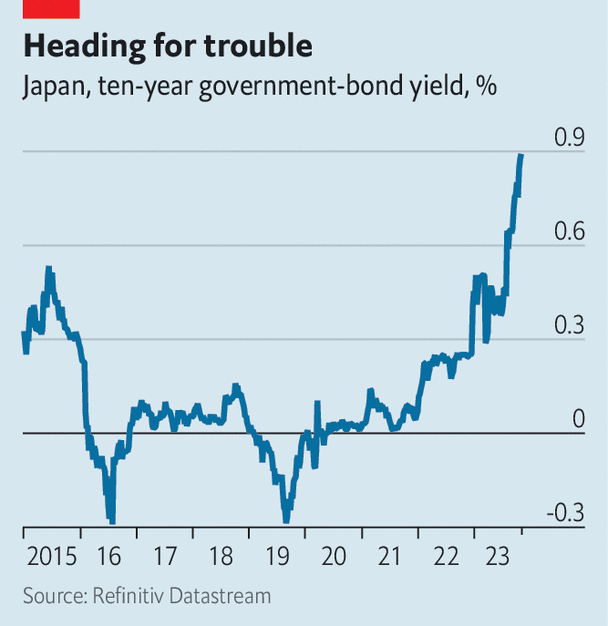 Heading for trouble
Japan, ten-year government-bond yield, %
0.9
0.6
0.3
0
-0.3
2015 16 17 18 19 20 21 22 23
Source: Refinitiv Datastream